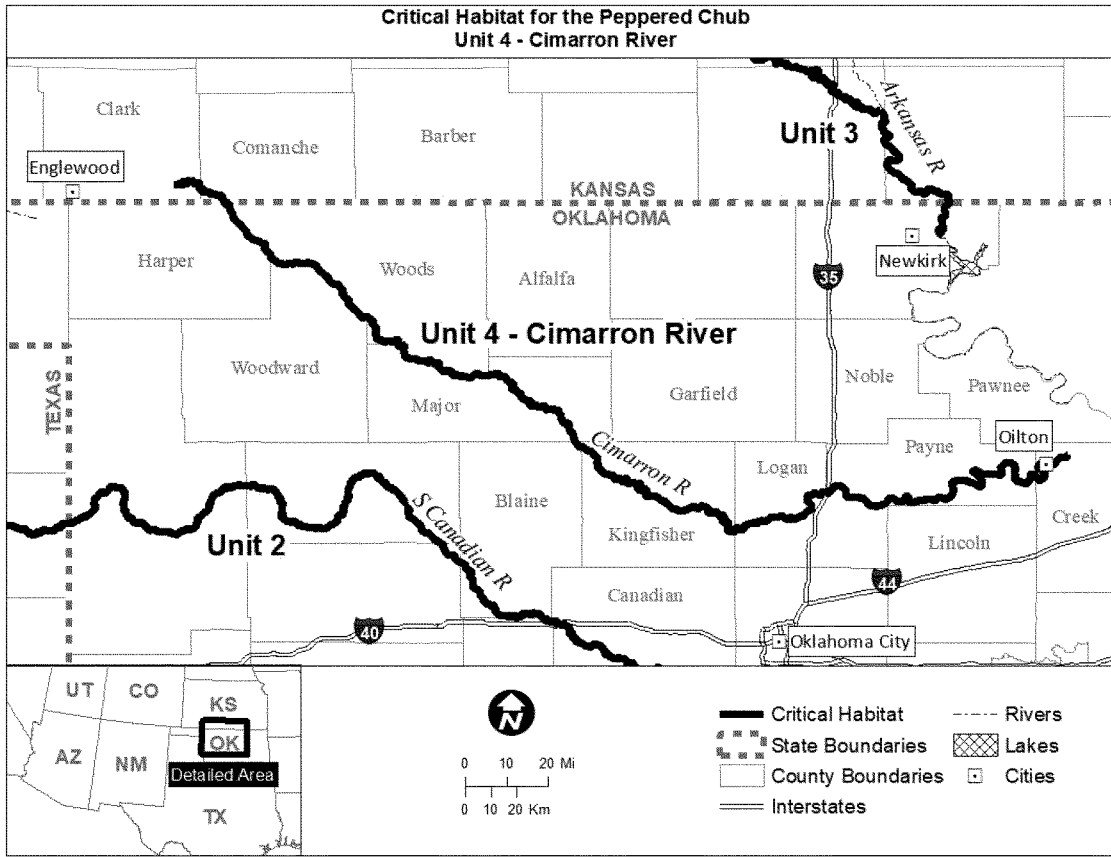 Critical Habitat for the Peppered Chub
Unit 4 - Cimarron River
Clark
Comanche
Barber
Unit 3
Arkansas R
Englewood
KANSAS
OKLAHOMA
Harper
Woods
Alfalfa
35
Newkirk
Unit 4 - Cimarron River
TEXAS
Woodward
Major
Garfield
Noble
Pawnee
Oilton
Payne
Cimarron R
Logan
S Canadian R
Blaine
Kingfisher
Creek
Unit 2
Lincoln
Canadian
44
40
Oklahoma City
UT
CO
KS
OK
AZ
NM
Detailed Area
TX
N
0 10 20 Mi
0 10 20 Km
Critical Habitat
State Boundaries
County Boundaries
Interstates
Rivers
Lakes
Cities